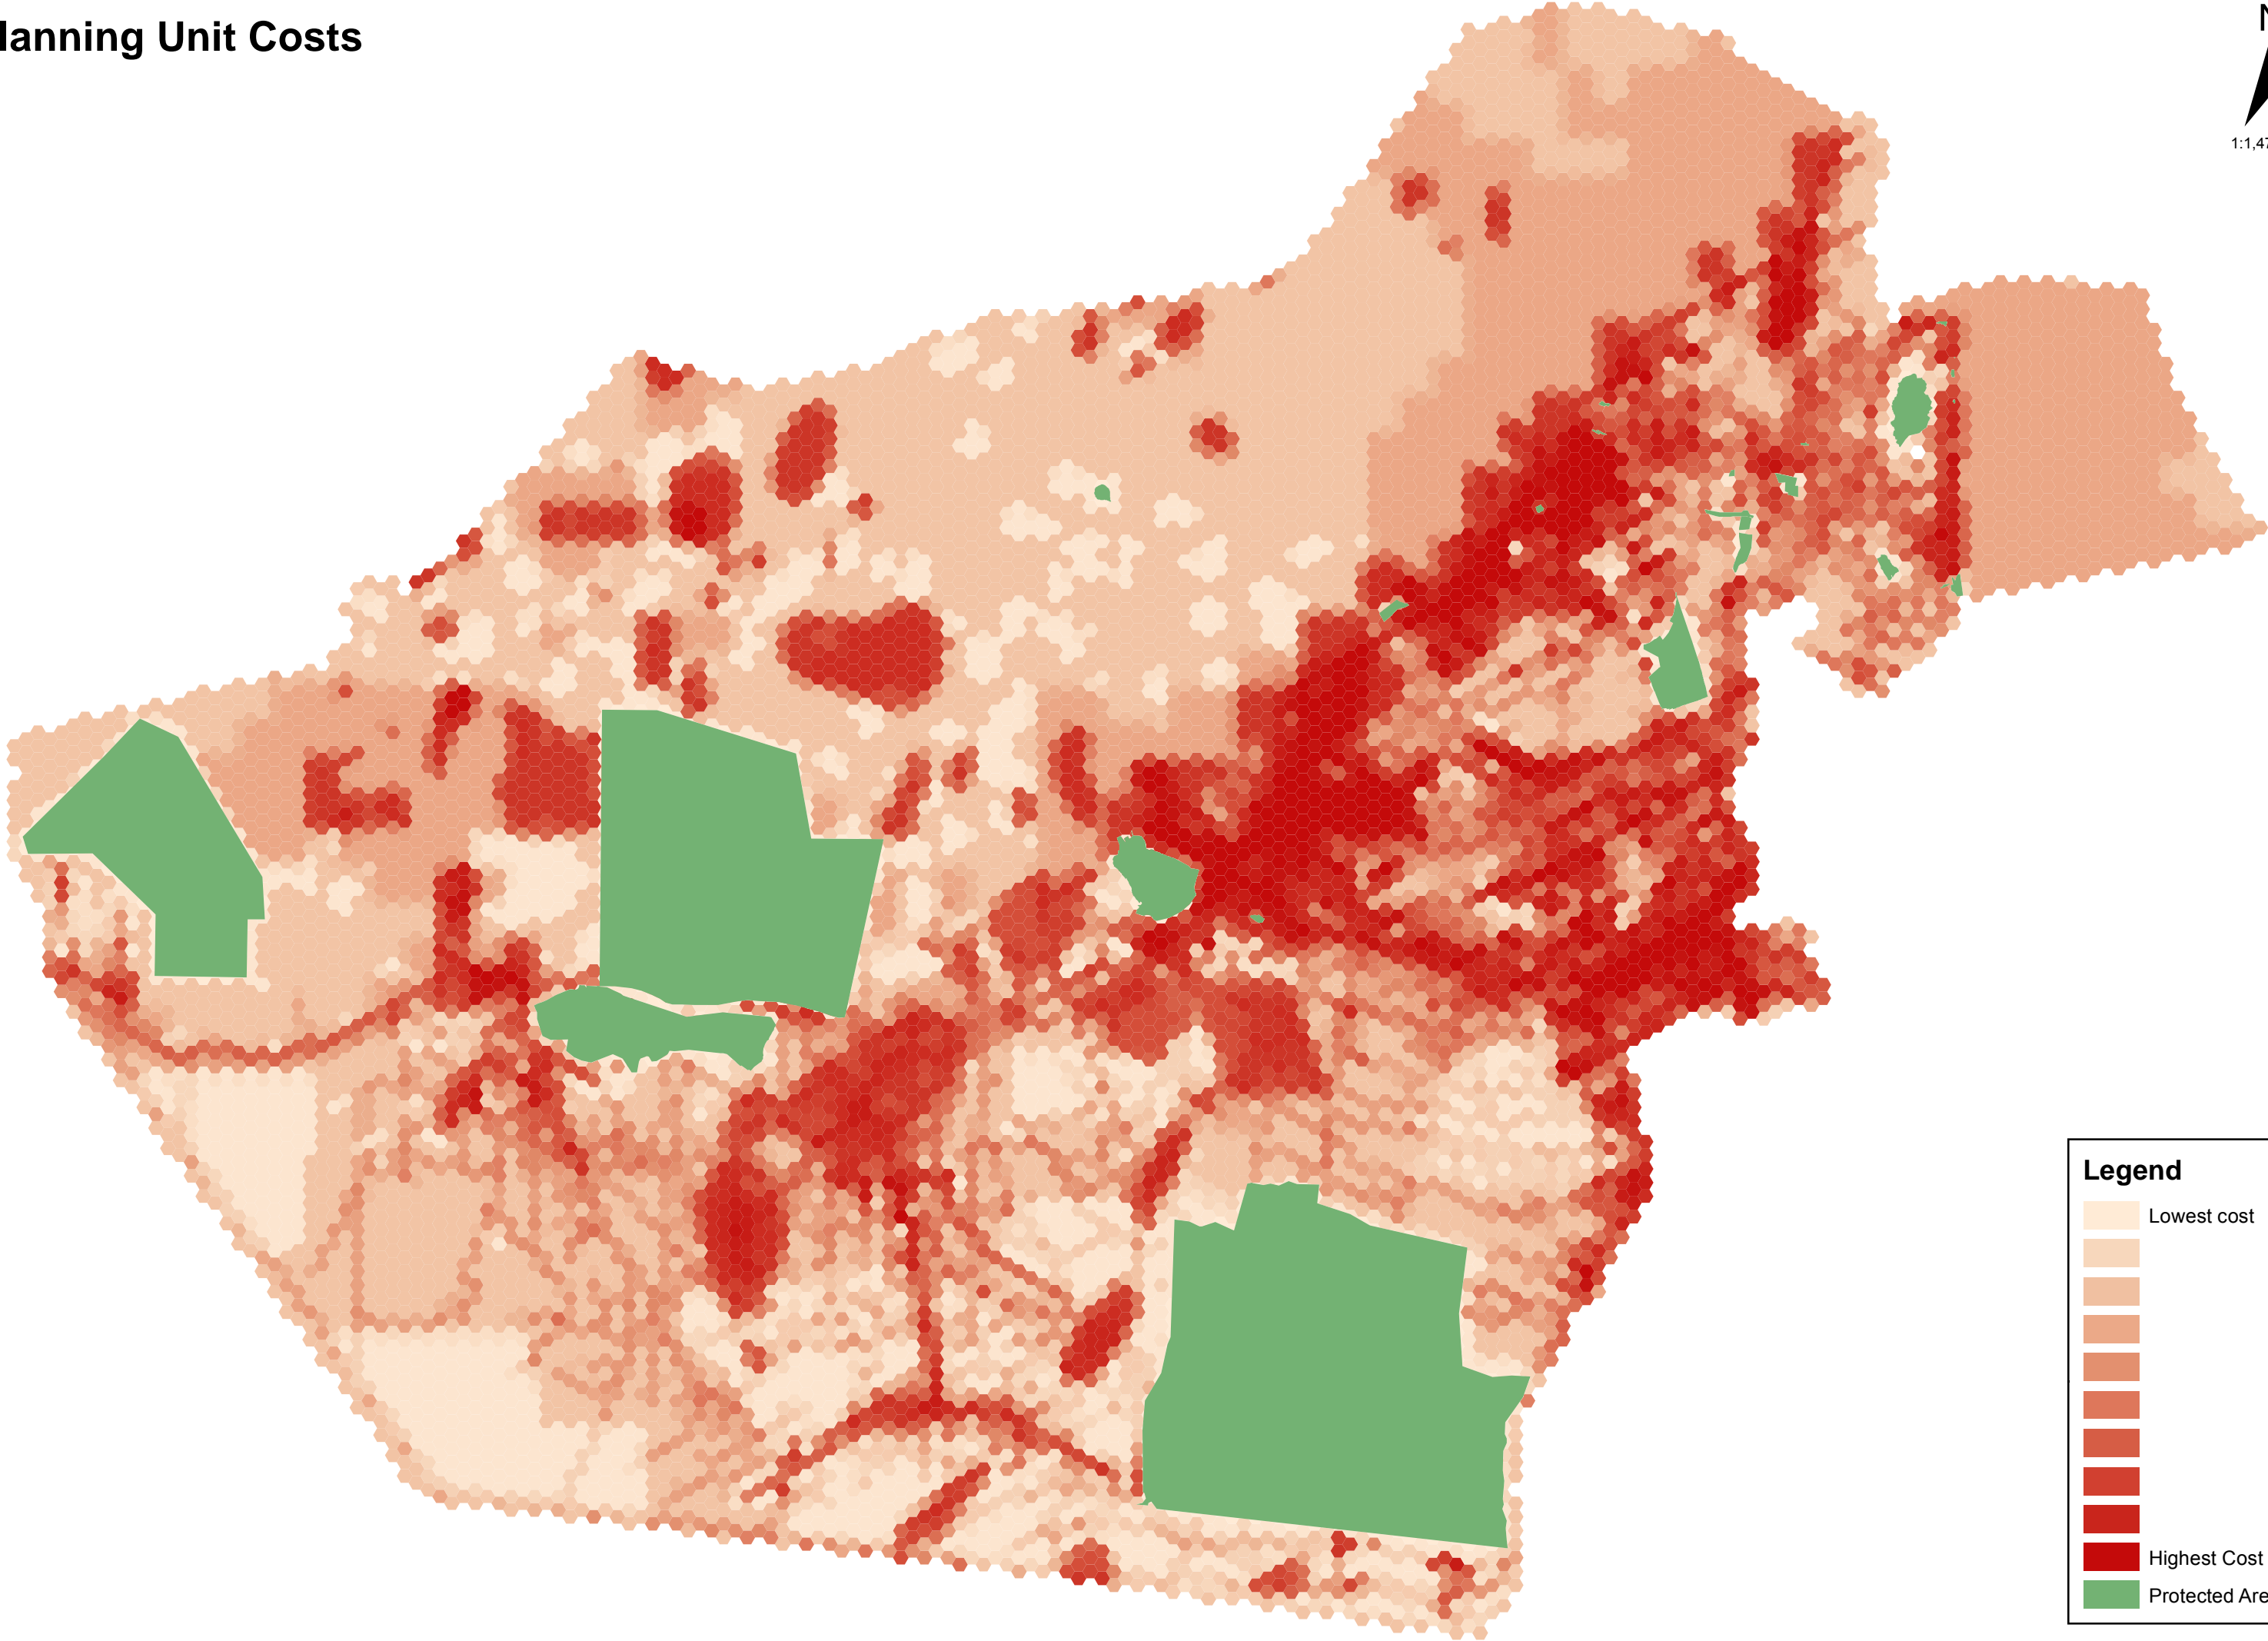 lanning Unit Costs
N
1:1,47
Legend
Lowest cost
Highest Cost
Protected Are